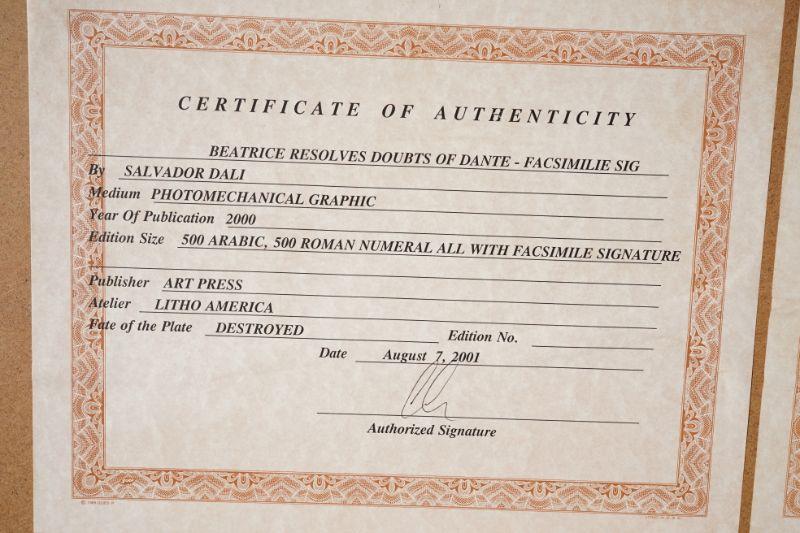 CERTIFICATE OF AUTHENTICITY
BEATRICE RESOLVES DOUBTS OF DANTE - FACSIMILIE SIG
By SALVADOR DALI
Medium PHOTOMECHANICAL GRAPHIC
Year Of Publication 2000
Edition Size 500 ARABIC, 500 ROMAN NUMERAL ALL WITH FACSIMILE SIGNATURE
Publisher ART PRESS
Atelier LITHO AMERICA
Fate of the Plate DESTROYED Edition No.
Date August 7, 2001
Authorized Signature